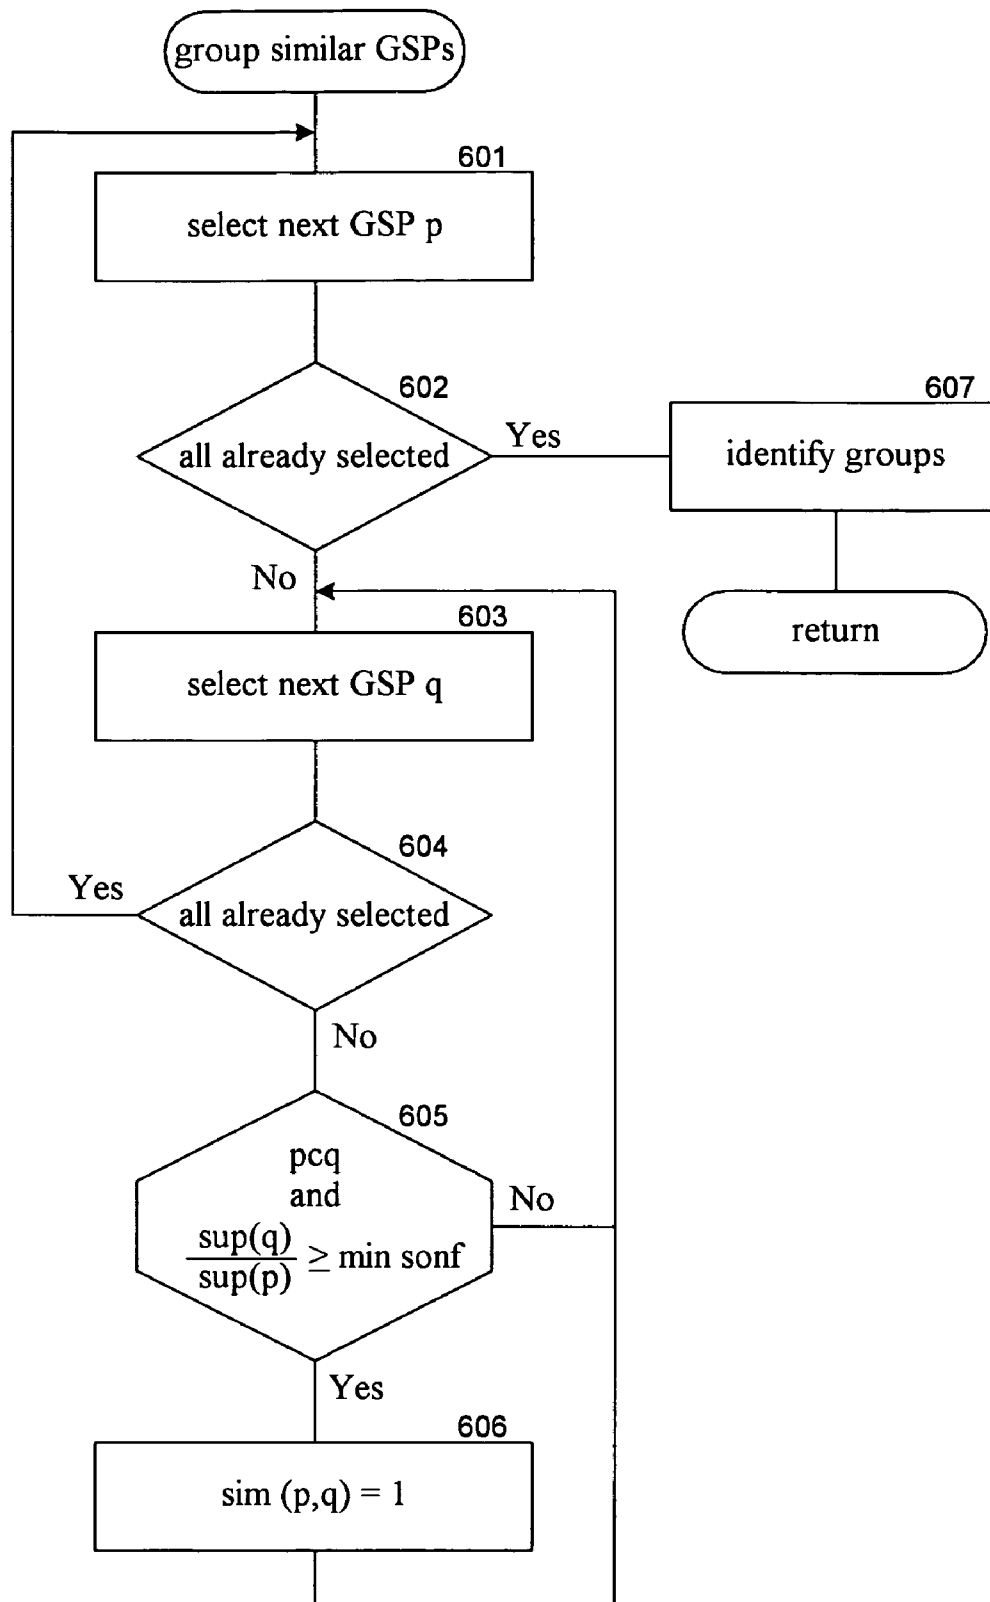 group similar GSPs
601
select next GSP p
602
all already selected
Yes
607
identify groups
return
No
603
select next GSP q
604
all already selected
Yes
No
605
pcq
and
sup(q)
sup(p)
≥ min sonf
No
Yes
606
sim (p,q) = 1